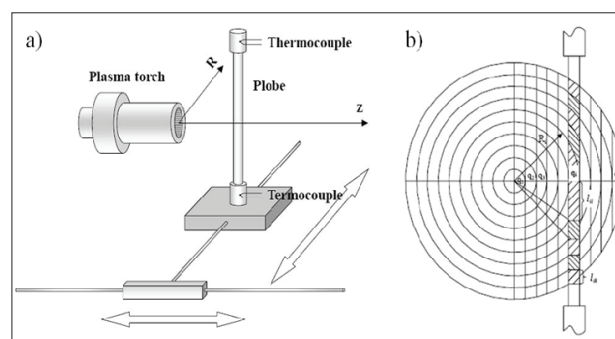 a)
Thermocouple
R
Plasma torch
Plobe
z
Termocouple
b)